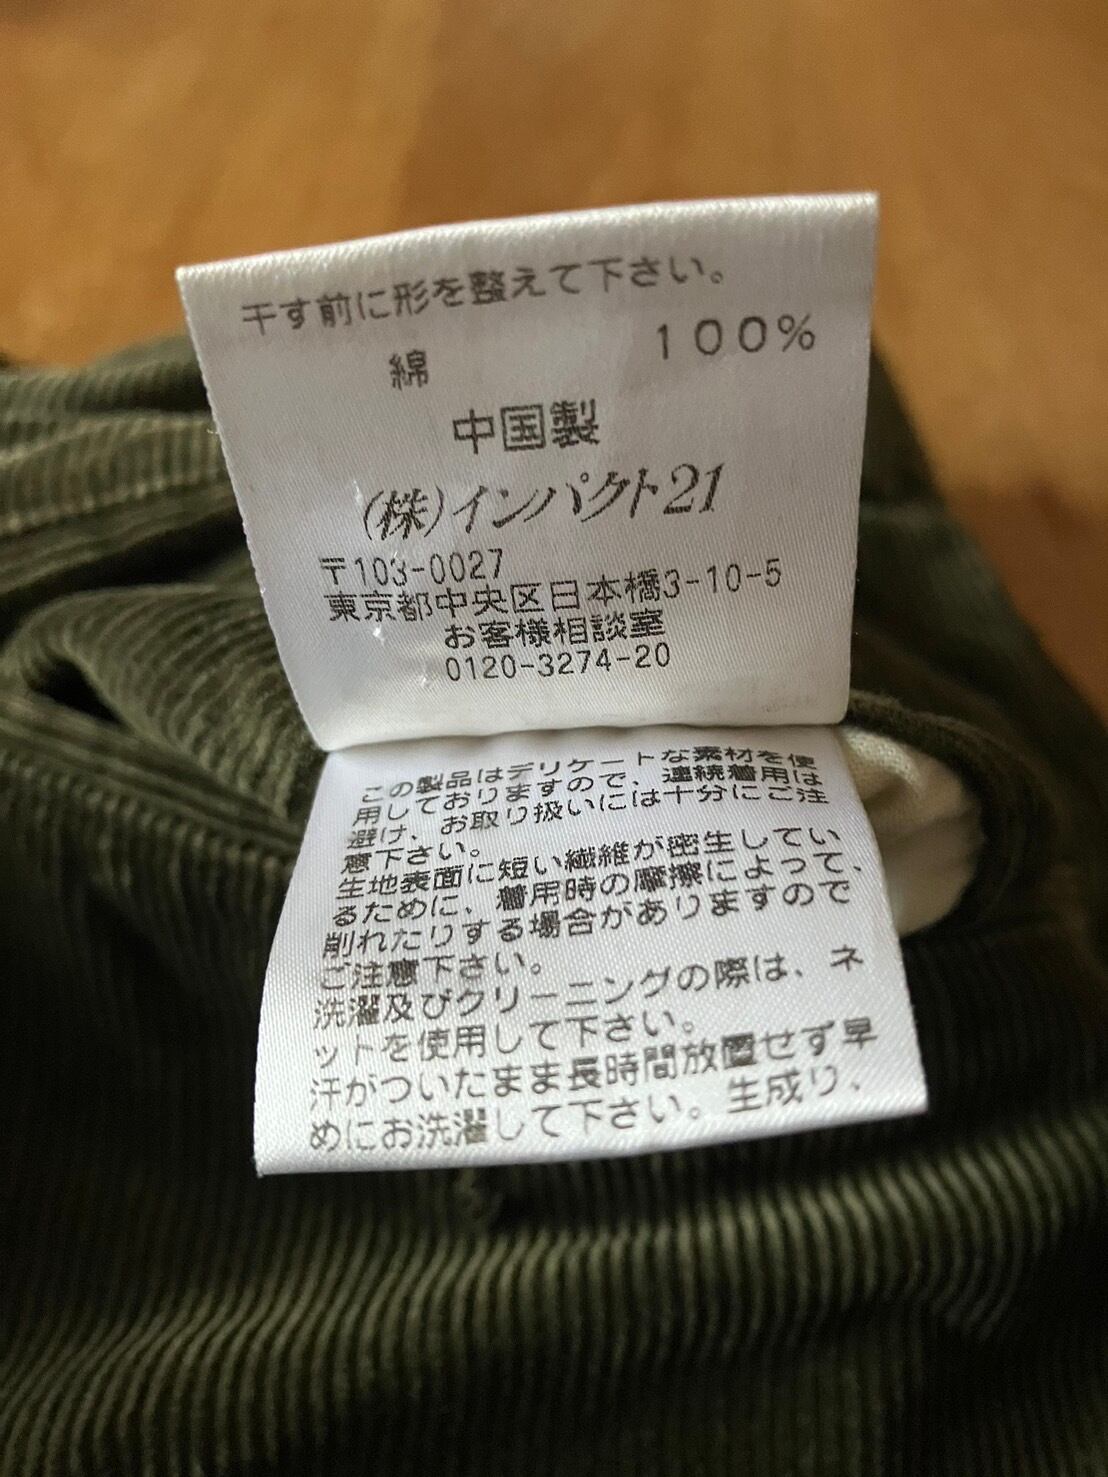 干す前に形を整えて下さい。
綿 100%
中国製
(株)インパクト21
〒103-0027
東京都中央区日本橋3-10-5
お客様相談室
0120-3274-20
この製品はデリケートな素材を使
用しておりますので、連続着用は
避け、お取り扱いには十分にご注
意下さい。
生地表面に短い繊維が密生してい
るために、着用時の摩擦によって、
削れたりする場合がありますので
ご注意下さい。
洗濯及びクリーニングの際は、ネ
ットを使用して下さい。
汗がついたまま長時間放置せず早
めにお洗濯して下さい。生成り、